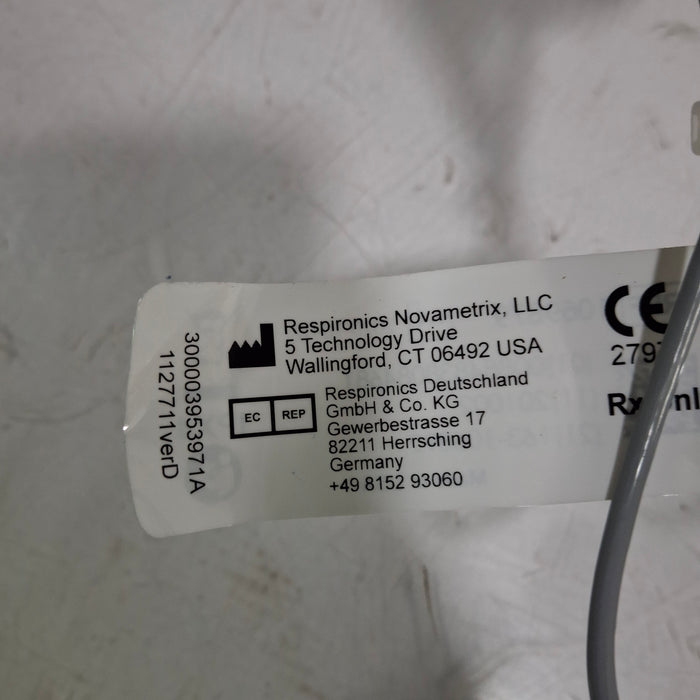 300003953971A
1127711verD
Respironics Novametrix, LLC
5 Technology Drive
Wallingford, CT 06492 USA
EC REP
Respironics Deutschland
GmbH & Co. KG
Gewerbestrasse 17
82211 Herrsching
Germany
+49 8152 93060
CE